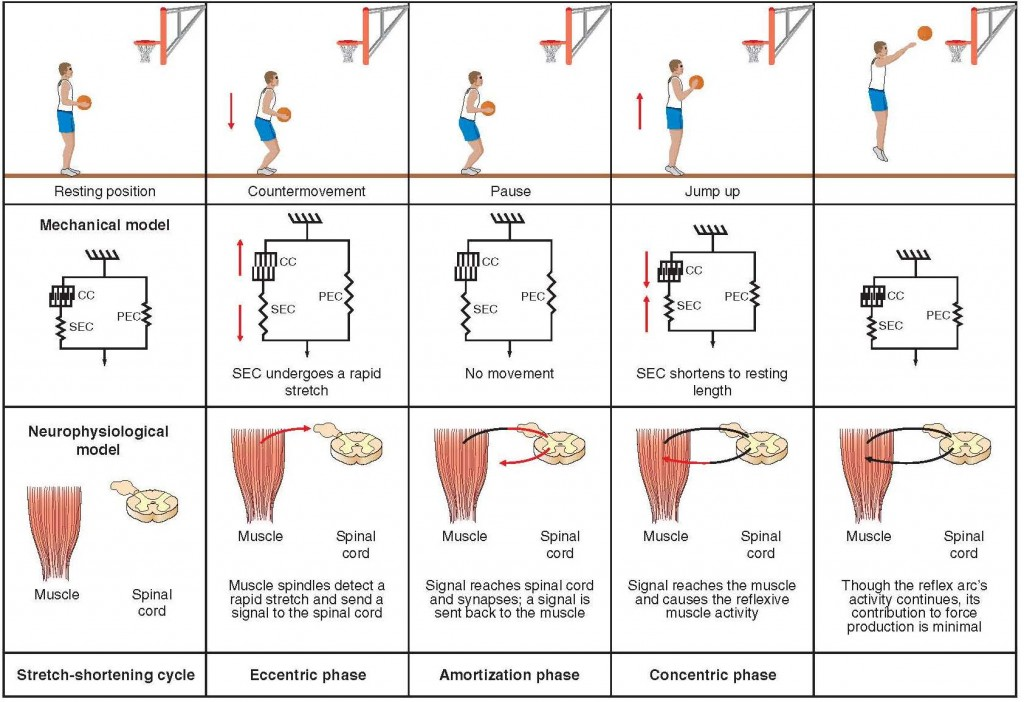 Resting position
Countermovement
Pause
Jump up
Mechanical model
CC
SEC
PEC
CC
SEC
PEC
SEC undergoes a rapid
stretch
CC
SEC
PEC
No movement
CC
SEC
PEC
SEC shortens to resting
length
CC
SEC
PEC
Neurophysiological
model
Muscle
Spinal
cord
Muscle
Spinal
cord
Muscle spindles detect a
rapid stretch and send a
signal to the spinal cord
Muscle
Spinal
cord
Signal reaches spinal cord
and synapses; a signal is
sent back to the muscle
Muscle
Spinal
cord
Signal reaches the muscle
and causes the reflexive
muscle activity
Muscle
Spinal
cord
Though the reflex arc's
activity continues, its
contribution to force
production is minimal
Stretch-shortening cycle
Eccentric phase
Amortization phase
Concentric phase